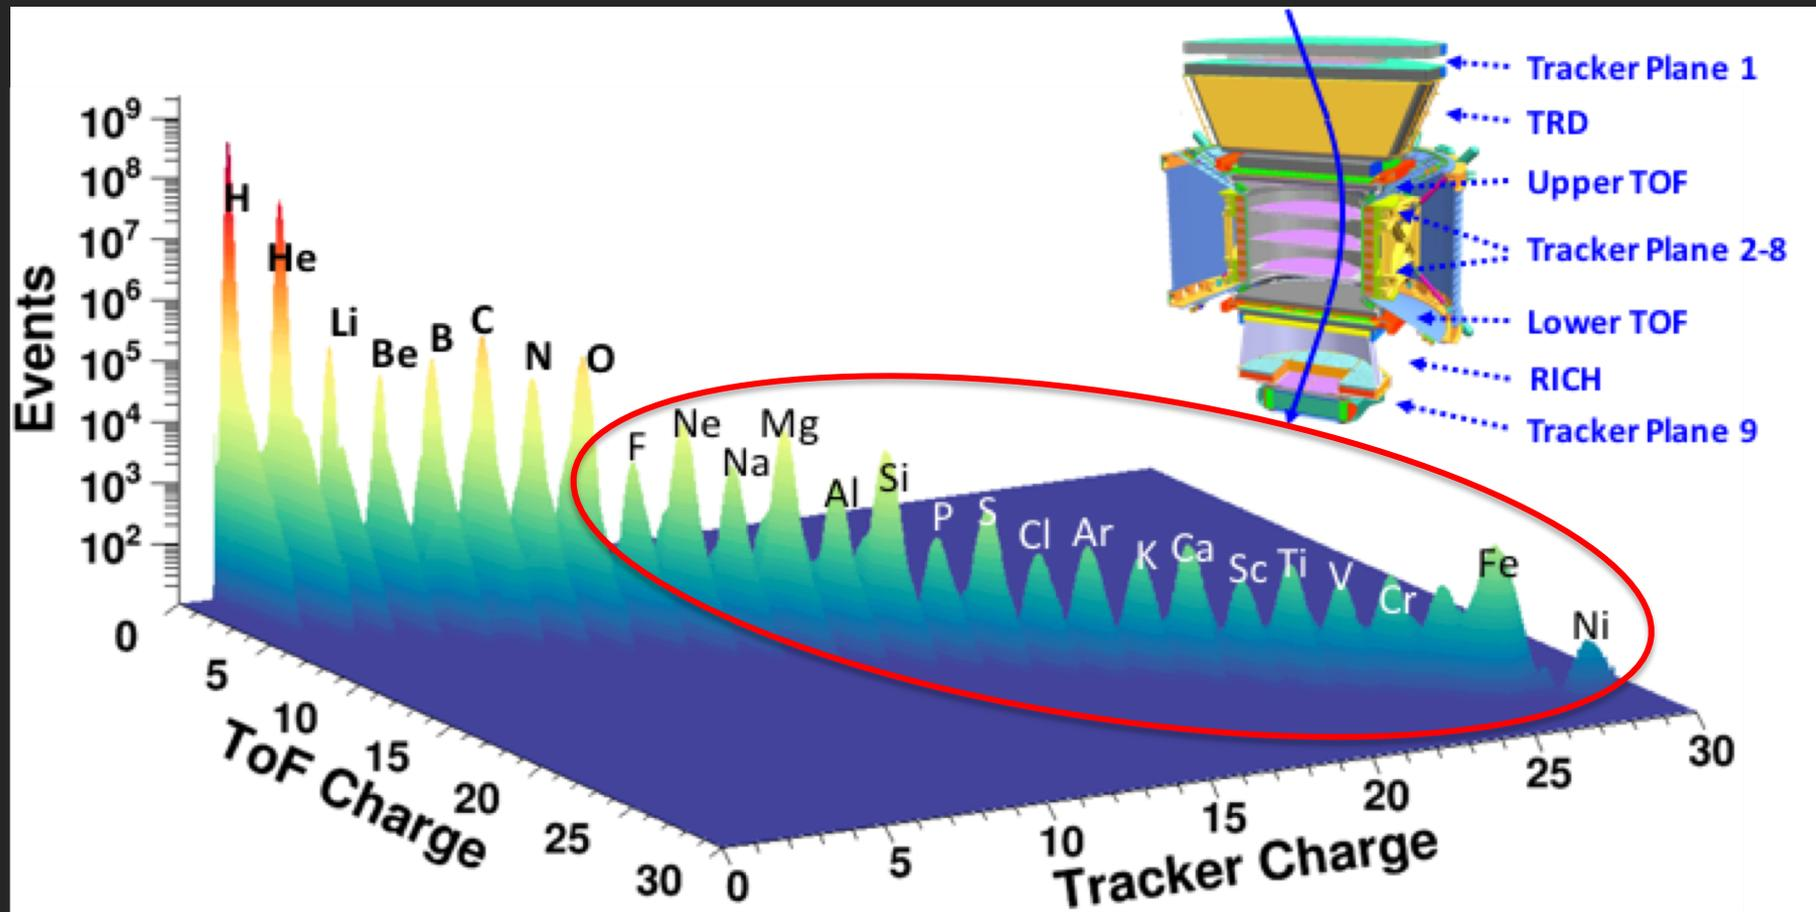 Events
10⁹
10⁸
10⁷
10⁶
10⁵
10⁴
10³
10²
H
He
Li
Be
B
C
N
O
F
Ne
Na
Mg
Al
Si
P
S
Cl
Ar
K
Ca
Sc
Ti
V
Cr
Fe
Ni
Tracker Plane 1
TRD
Upper TOF
Tracker Plane 2-8
Lower TOF
RICH
Tracker Plane 9
0
5
10
15
20
25
30
ToF Charge
0
5
10
15
20
25
30
Tracker Charge